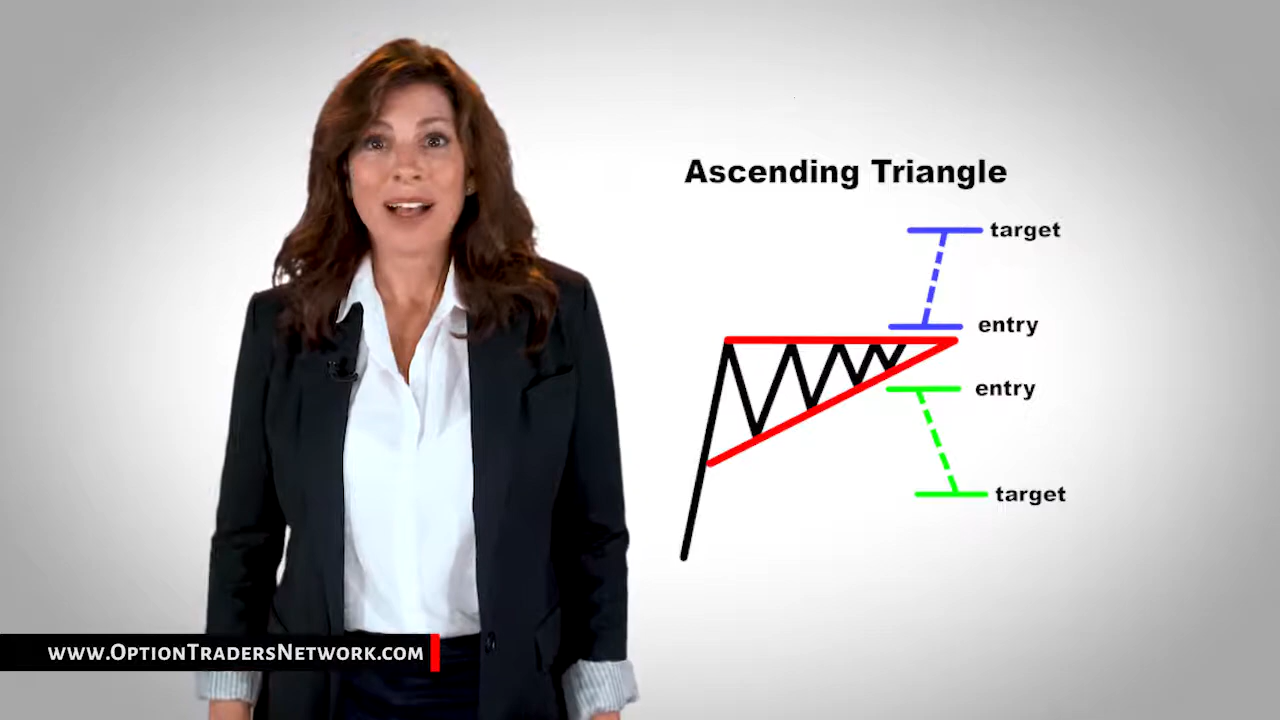 Ascending Triangle
target
entry
entry
target
www.OptionTradersNetwork.com